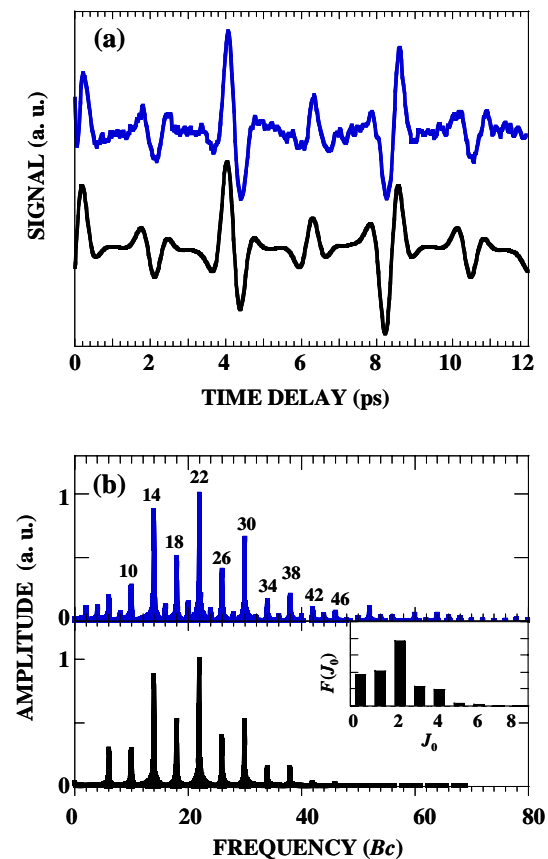 (a)
SIGNAL (a. u.)
0 2 4 6 8 10 12
TIME DELAY (ps)
(b)
22
14
30
18
26
10
38
34
42
46
1
0
AMPLITUDE (a. u.)
1
0
F(J0)
0 2 4 6 8
J0
0 20 40 60 80
FREQUENCY (Bc)